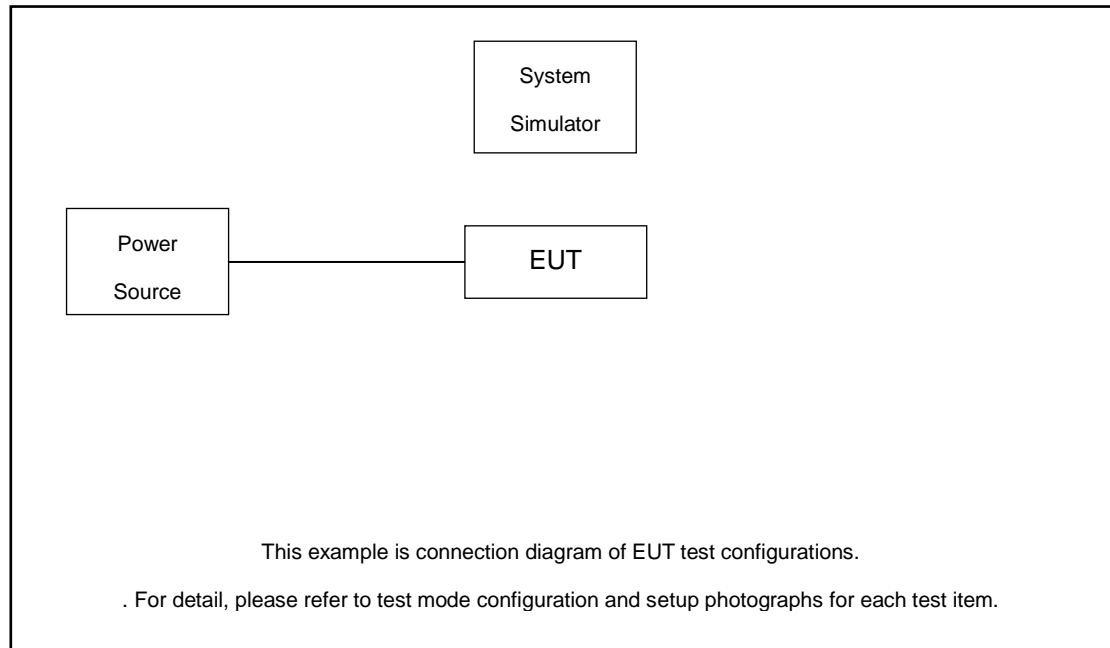 System
Simulator
Power
Source
EUT
This example is connection diagram of EUT test configurations.
. For detail, please refer to test mode configuration and setup photographs for each test item.